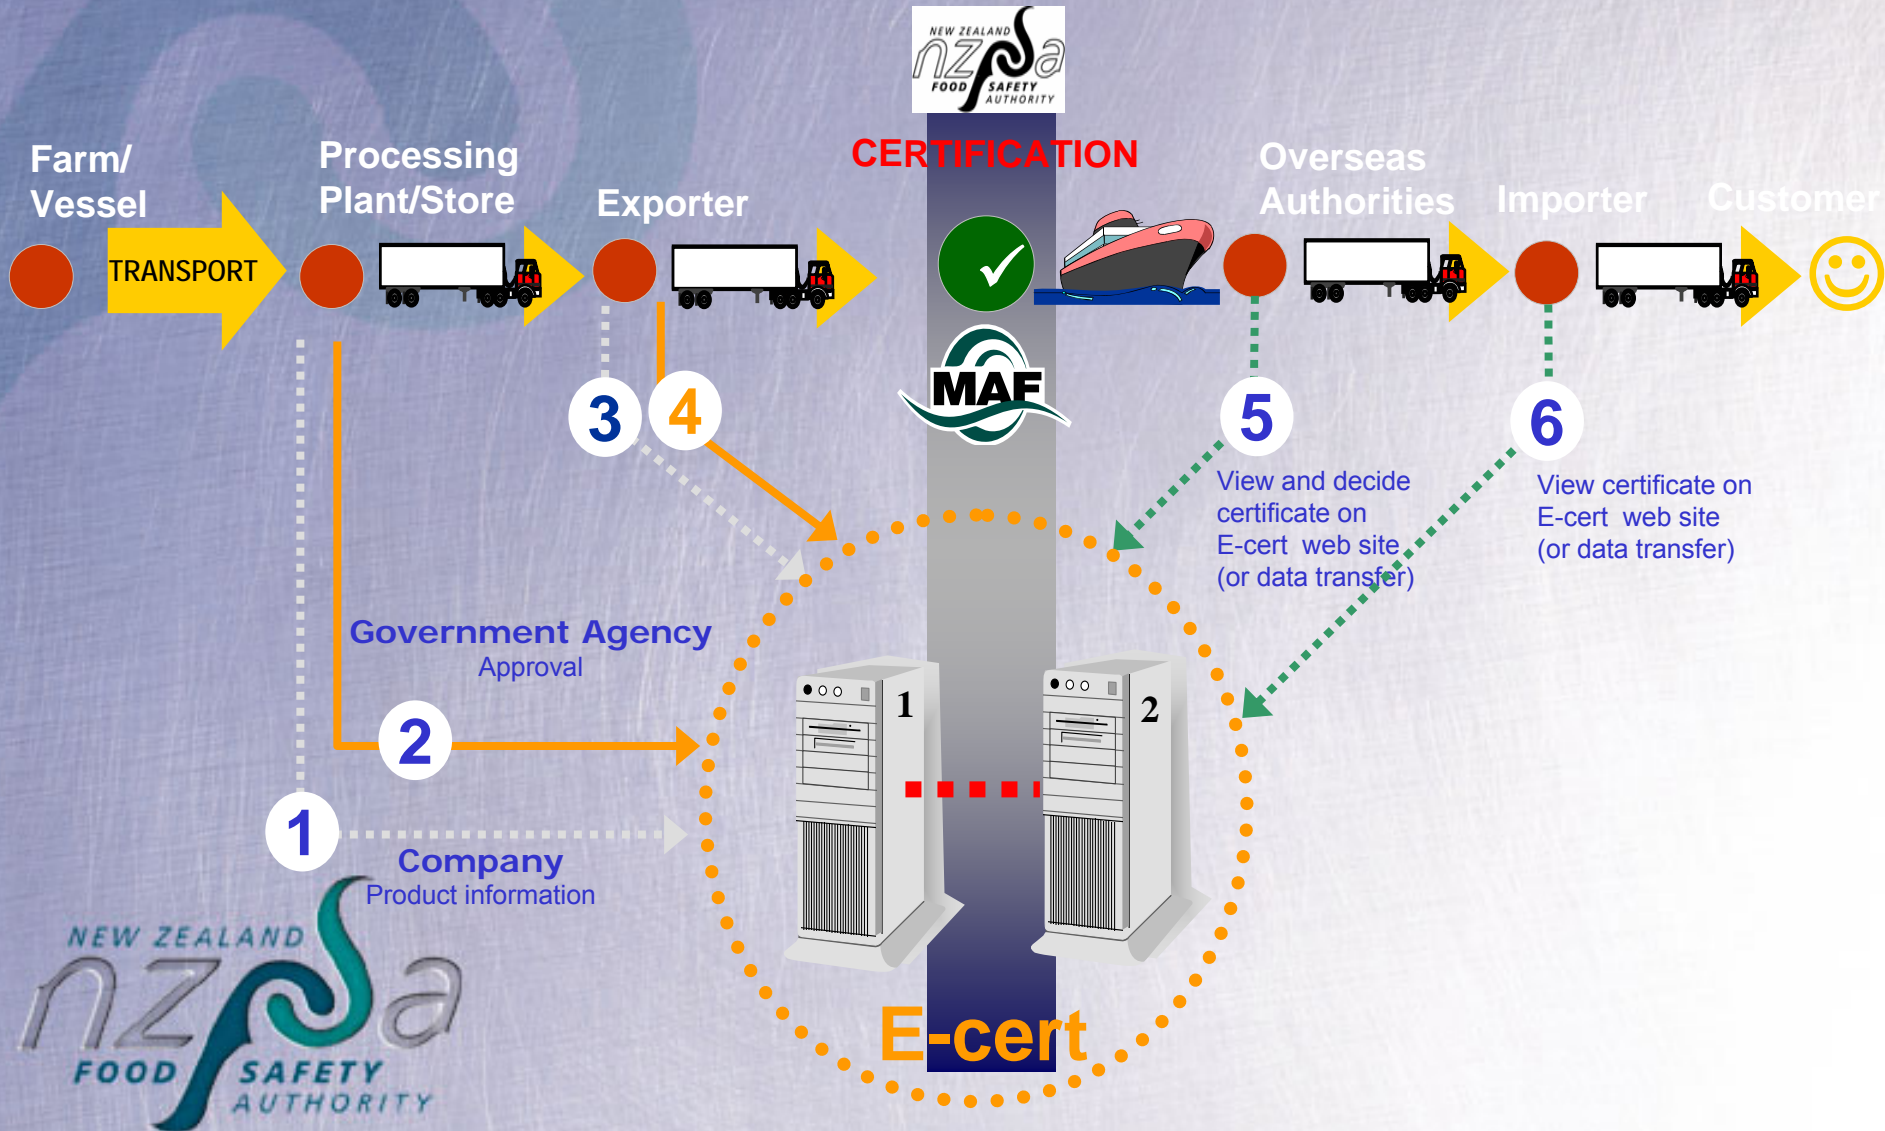 NEW ZEALAND
nzfsa
FOOD SAFETY
AUTHORITY
CERTIFICATION
Farm/
Vessel
Processing
Plant/Store
Exporter
Overseas
Authorities
Importer
Customer
TRANSPORT
MAF
3
4
5
6
View and decide
certificate on
E-cert web site
(or data transfer)
View certificate on
E-cert web site
(or data transfer)
Government Agency
Approval
1
2
2
1
Company
Product information
E-cert
NEW ZEALAND
nzfsa
FOOD SAFETY
AUTHORITY